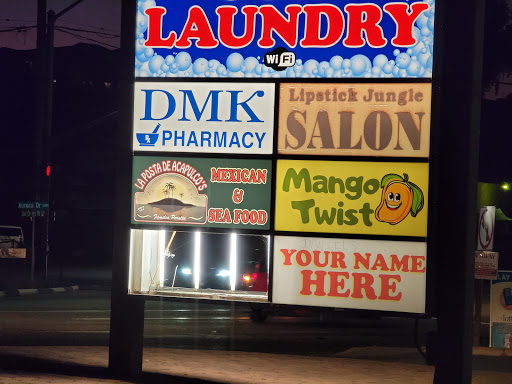 LAUNDRY
WiFi
DMK
PHARMACY
Lipstick Jungle
SALON
LA POSTA DE ACAPULCO'S
MEXICAN
&
SEA FOOD
Mango
Twist
YOUR NAME
HERE